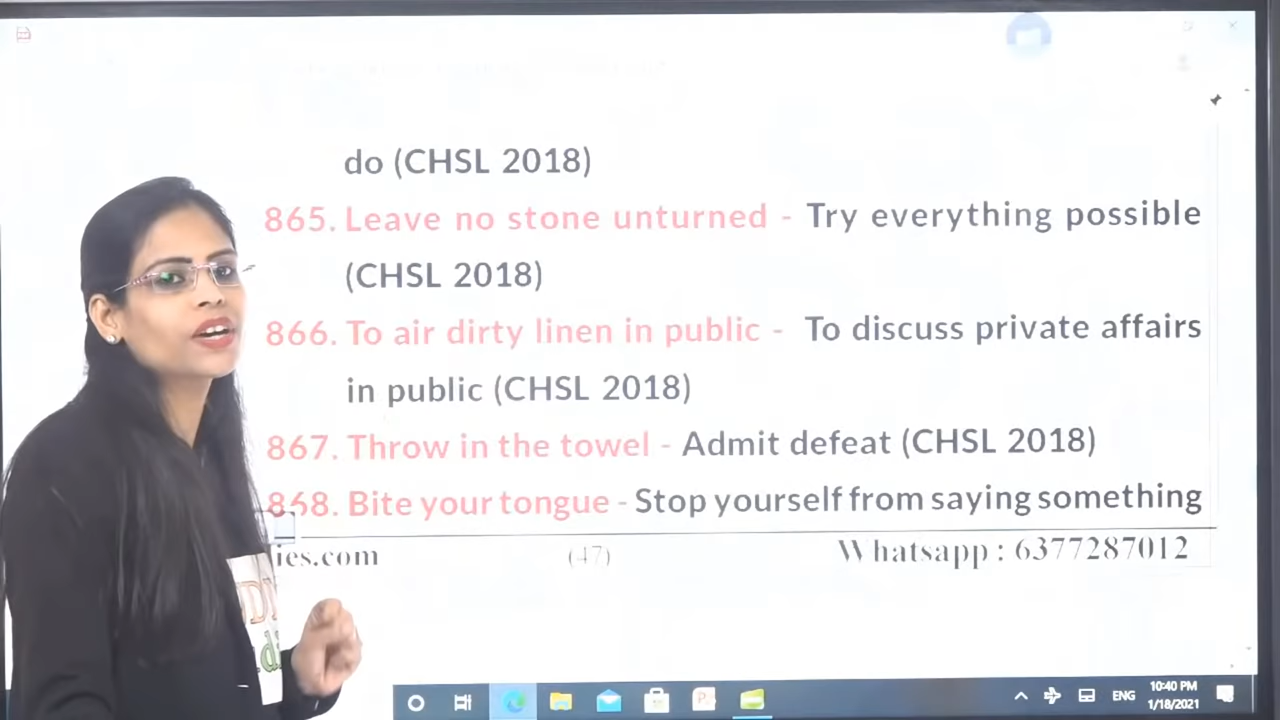 do (CHSL 2018)
865. Leave no stone unturned - Try everything possible
(CHSL 2018)
866. To air dirty linen in public - To discuss private affairs
in public (CHSL 2018)
867. Throw in the towel - Admit defeat (CHSL 2018)
868. Bite your tongue - Stop yourself from saying something
ies.com (47) Whatsapp : 6377287012
ENG 10:40 PM
1/18/2021